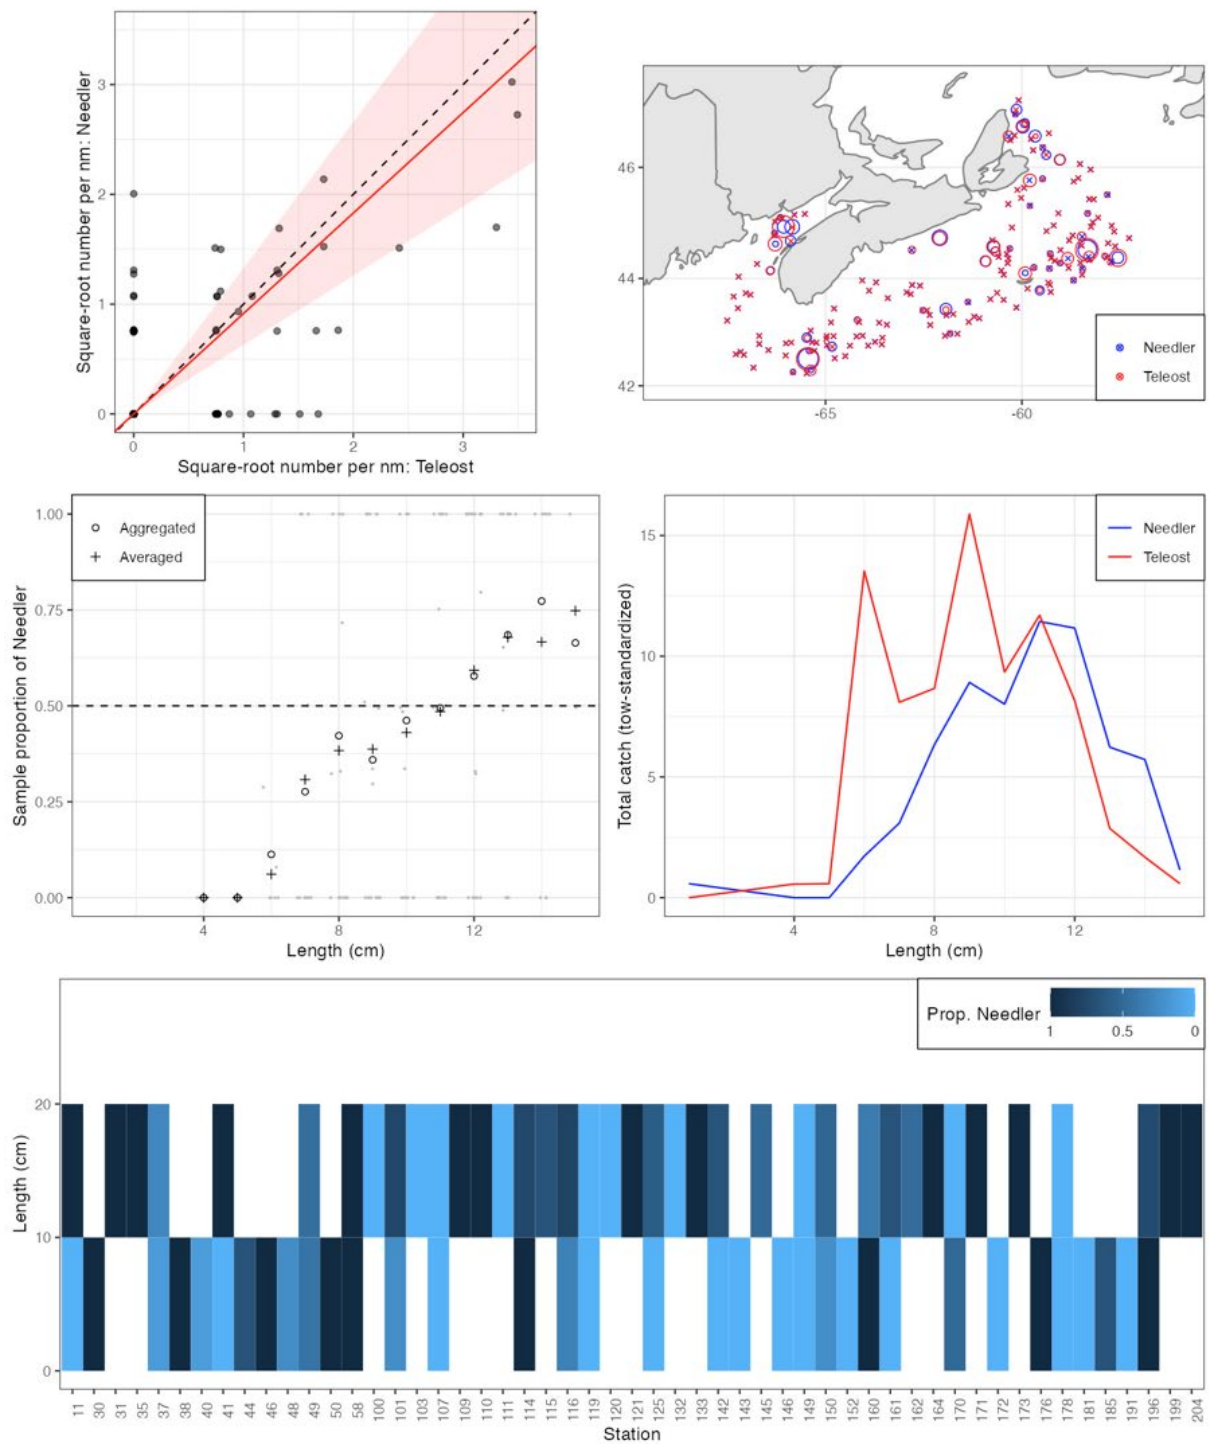 Square-root number per nm: Needler
3
2
1
0
0
1
2
3
Square-root number per nm: Teleost
46
44
42
-65
-60
Needler
Teleost
Sample proportion of Needler
1.00
0.75
0.50
0.25
0.00
Aggregated
Averaged
4
8
12
Length (cm)
Total catch (tow-standardized)
15
10
5
0
Needler
Teleost
4
8
12
Length (cm)
Prop. Needler
1
0.5
0
Length (cm)
20
10
0
11 30 31 35 37 38 40 41 44 46 48 49 50 58 100 101 103 107 109 110 111 114 115 116 119 120 121 125 132 133 142 143 145 146 149 150 152 160 161 162 164 170 171 172 173 176 178 181 185 191 196 199 204
Station